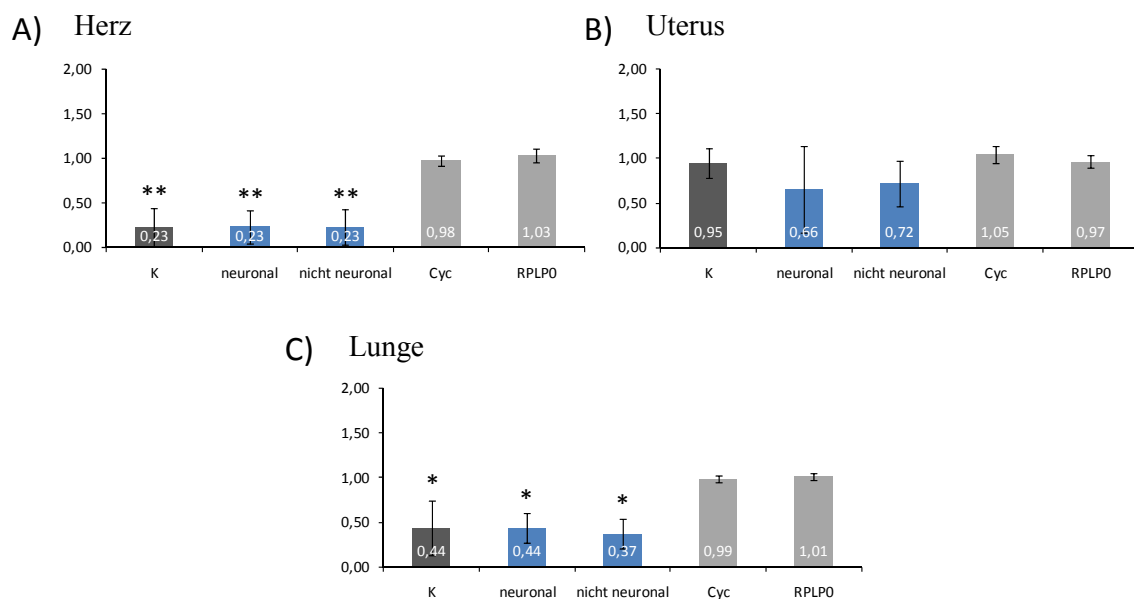 A) Herz
2,00
1,50
1,00
0,50
0,00
** ** **
0,23 0,23 0,23 0,98 1,03
K neuronal nicht neuronal Cyc RPLP0
B) Uterus
2,00
1,50
1,00
0,50
0,00
0,95 0,66 0,72 1,05 0,97
K neuronal nicht neuronal Cyc RPLP0
C) Lunge
2,00
1,50
1,00
0,50
0,00
* * *
0,44 0,44 0,37 0,99 1,01
K neuronal nicht neuronal Cyc RPLP0